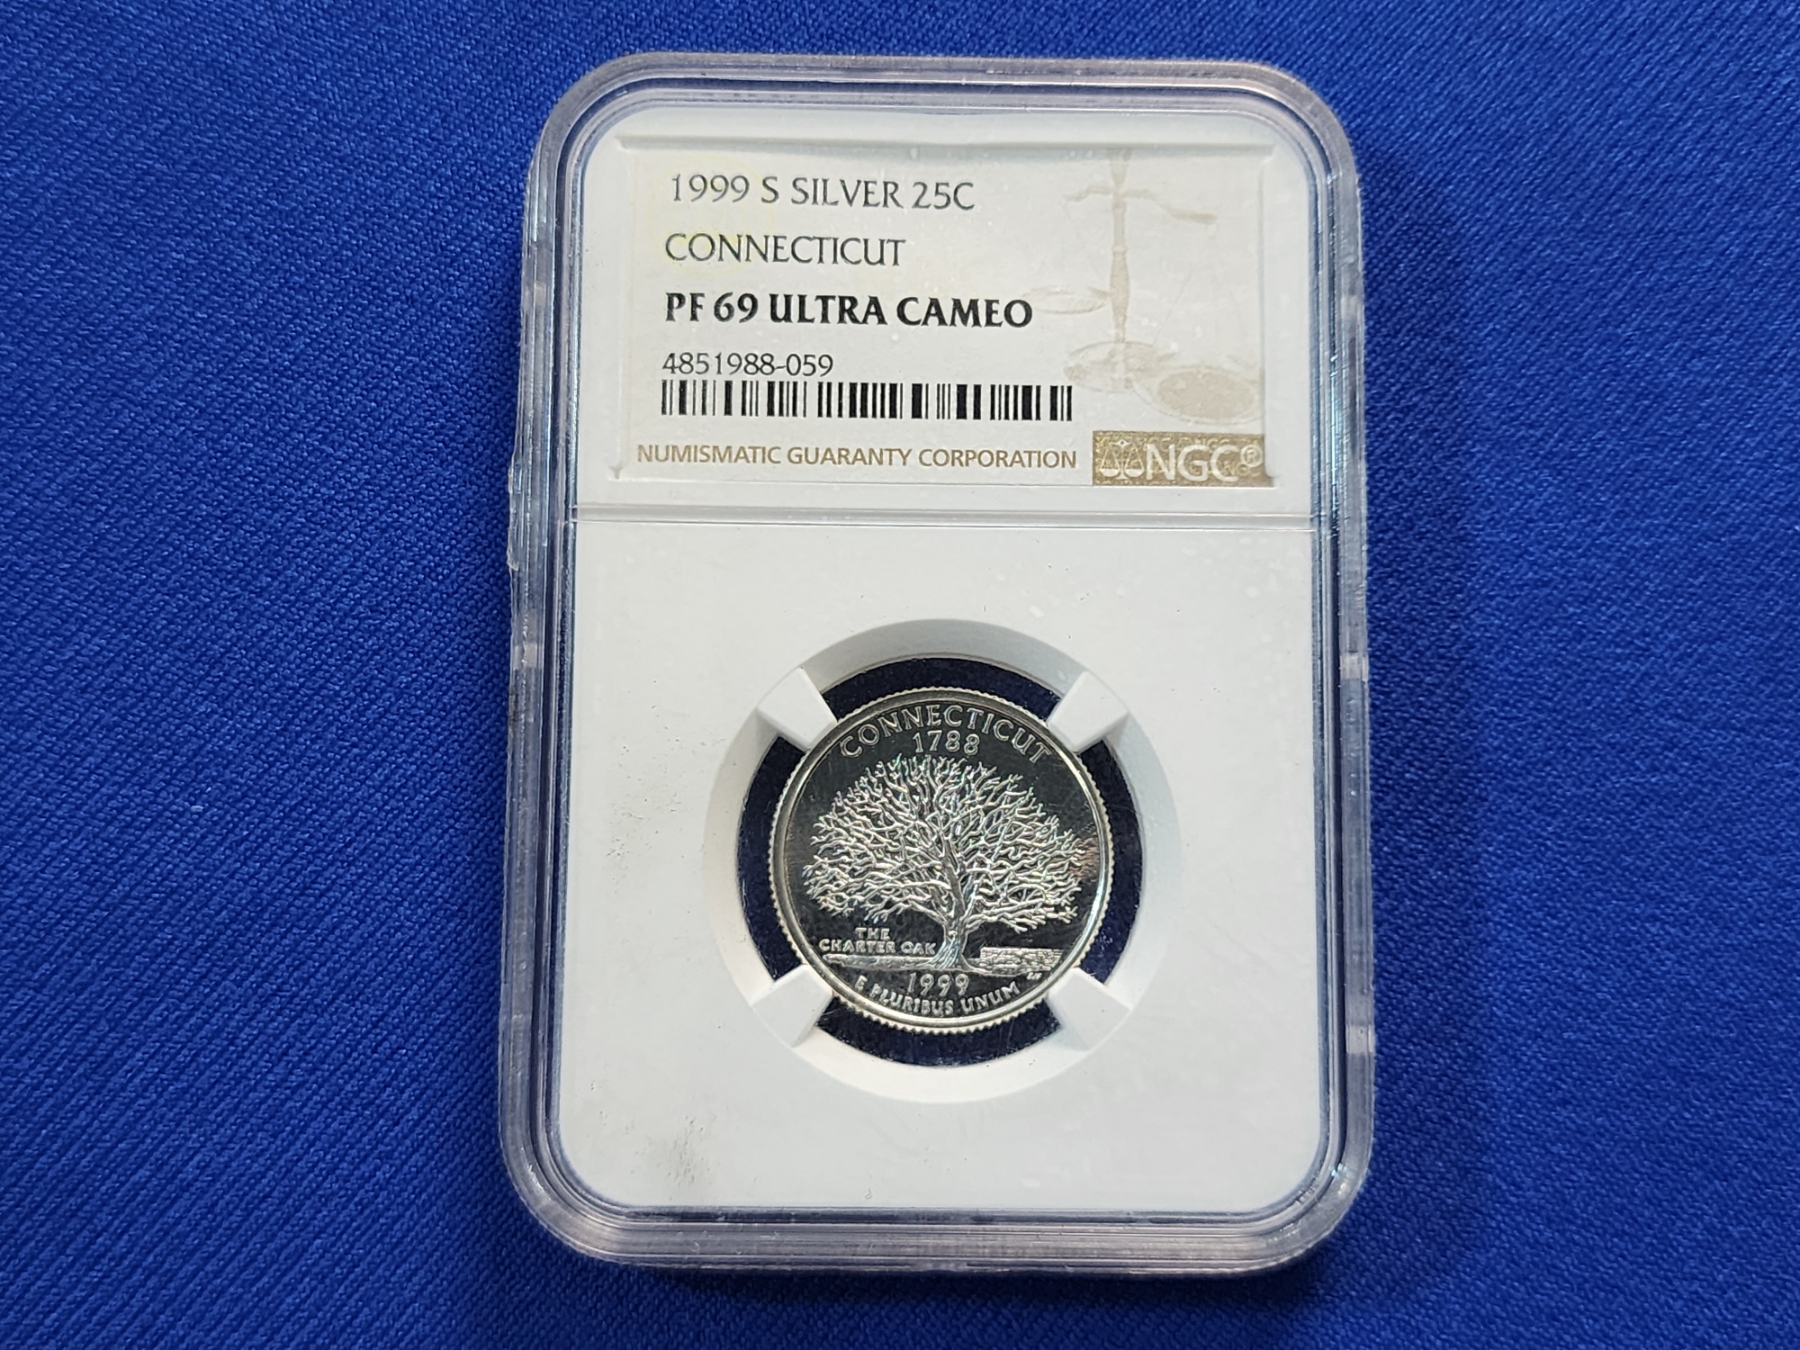 1999 S SILVER 25C
CONNECTICUT
PF 69 ULTRA CAMEO
4851988-059
NUMISMATIC GUARANTY CORPORATION
NGC®
CONNECTICUT
1788
THE
CHARTER OAK
1999
E PLURIBUS UNUM